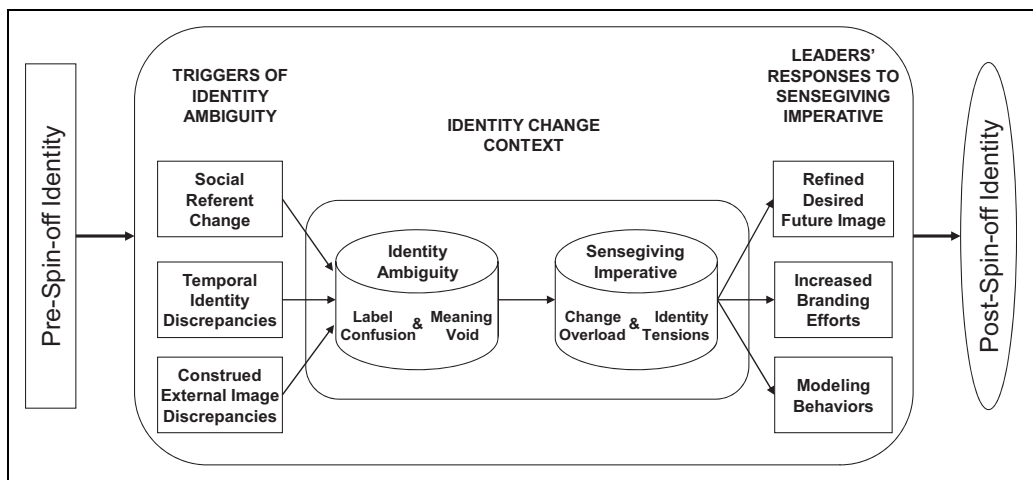 Pre-Spin-off Identity
TRIGGERS OF
IDENTITY
AMBIGUITY
Social
Referent
Change
Temporal
Identity
Discrepancies
Construed
External Image
Discrepancies
IDENTITY CHANGE
CONTEXT
Identity
Ambiguity
Label
Confusion
&
Meaning
Void
Sensegiving
Imperative
Change
Overload
&
Identity
Tensions
LEADERS'
RESPONSES TO
SENSEGIVING
IMPERATIVE
Refined
Desired
Future Image
Increased
Branding
Efforts
Modeling
Behaviors
Post-Spin-off Identity